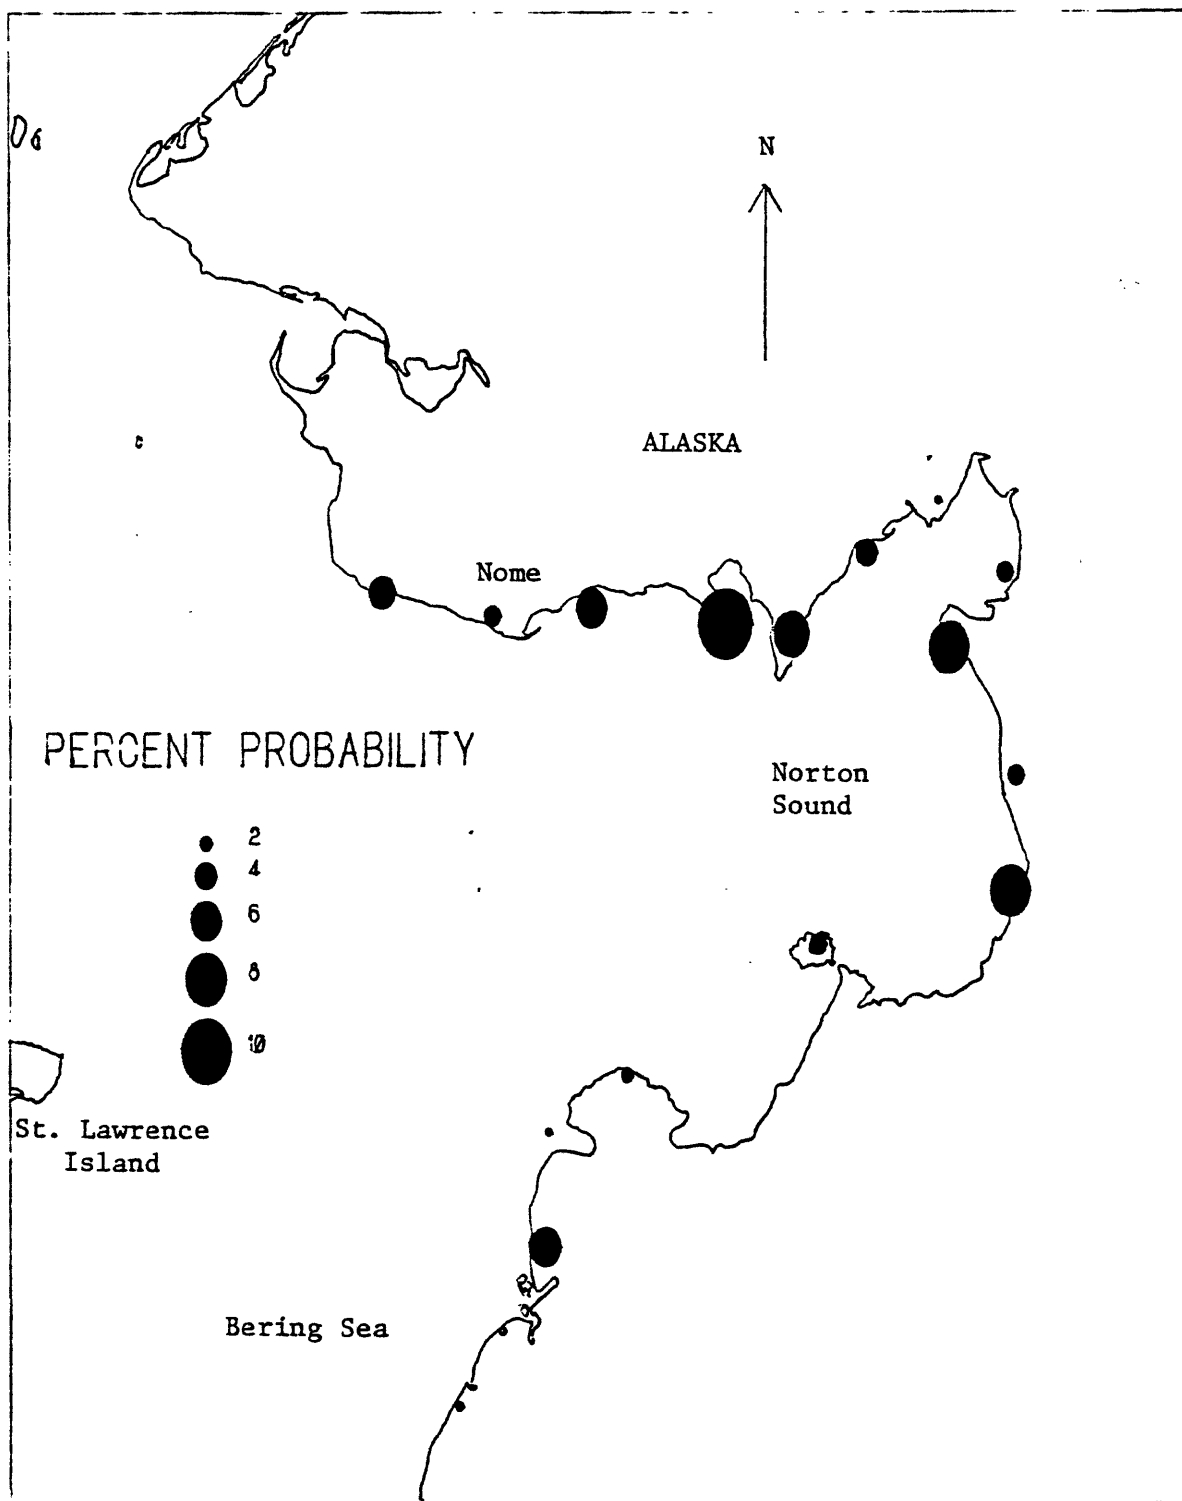 N
ALASKA
Nome
PERCENT PROBABILITY
Norton
Sound
2
4
6
8
10
St. Lawrence
Island
Bering Sea